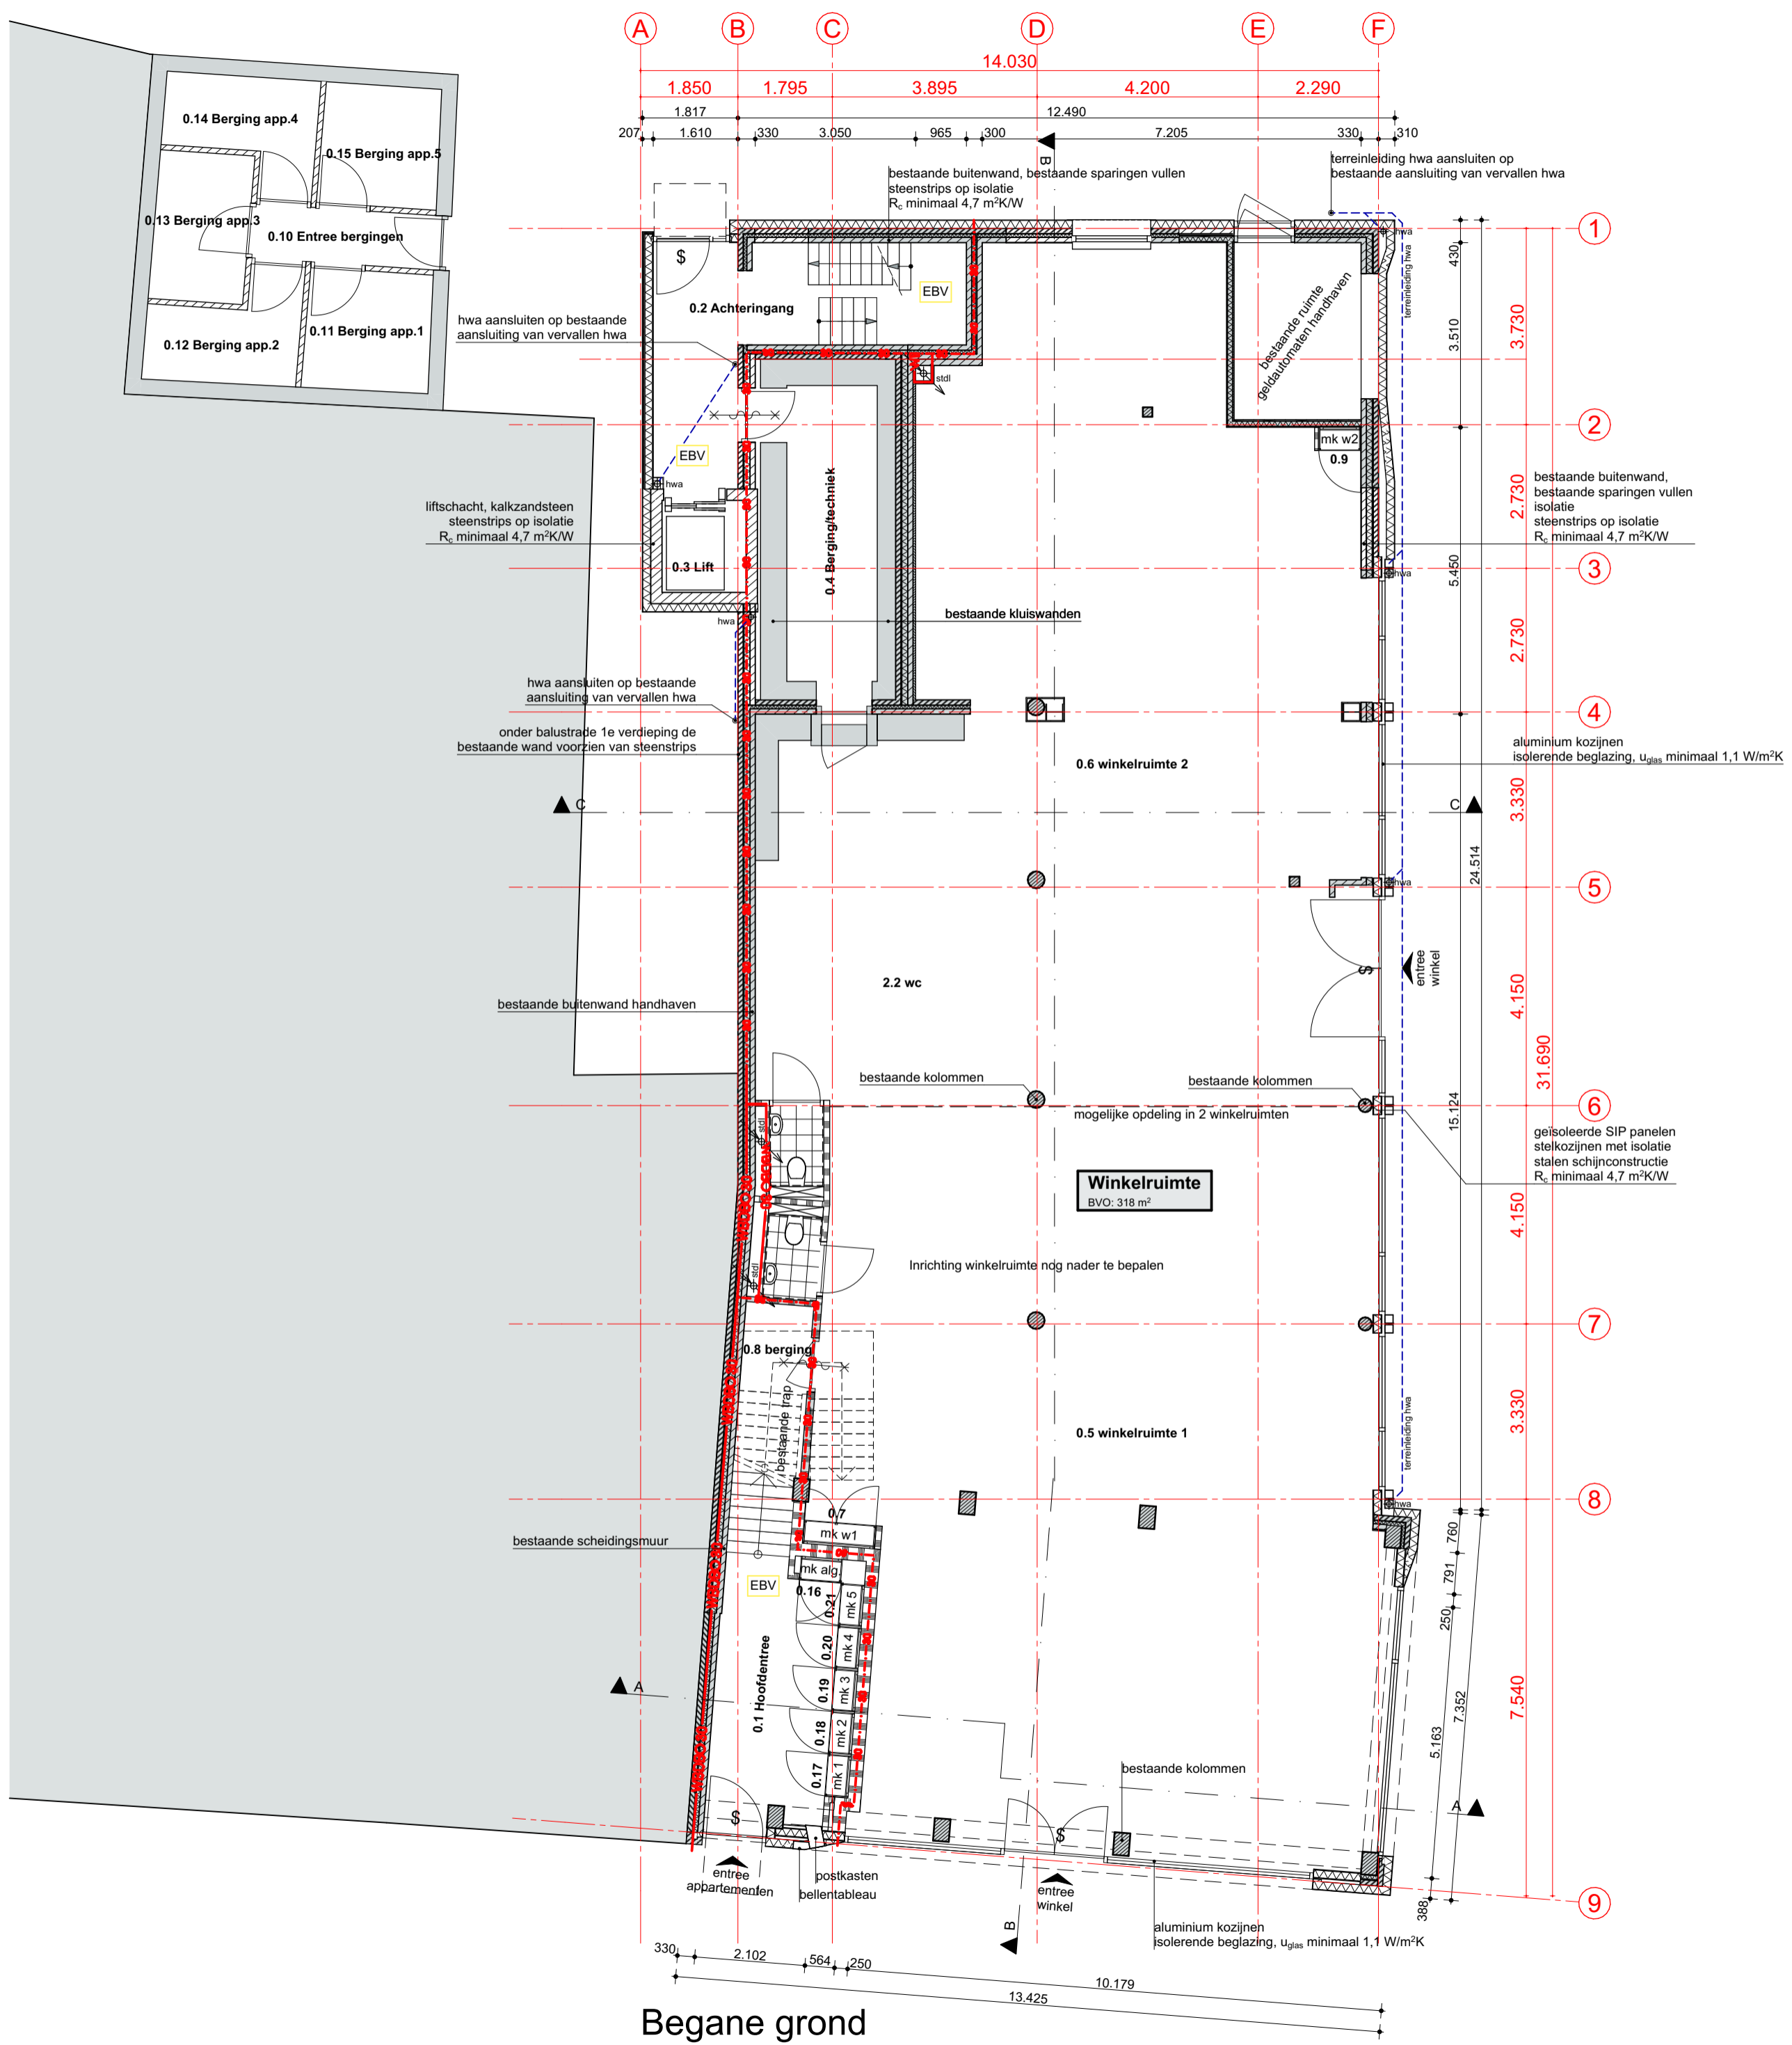 A
B
C
D
E
F
14.030
1.850
1.795
3.895
4.200
2.290
1.817
12.490
207
1.610
330
3.050
965
300
7.205
330
310
B
terreinleiding hwa aansluiten op
bestaande aansluiting van vervallen hwa
bestaande buitenwand, bestaande sparingen vullen
steenstrips op isolatie
Rc minimaal 4,7 m²K/W
0.14 Berging app.4
0.15 Berging app.5
0.13 Berging app.3
0.10 Entree bergingen
0.11 Berging app.1
0.12 Berging app.2
$
0.2 Achteringang
EBV
hwa
terreinleiding hwa
1
430
3.510
3.730
bestaande ruimte
geldautomaten handhaven
hwa aansluiten op bestaande
aansluiting van vervallen hwa
stdl
2
mk w2
0.9
EBV
hwa
0.4 Berging/techniek
liftschacht, kalkzandsteen
steenstrips op isolatie
Rc minimaal 4,7 m²K/W
0.3 Lift
bestaande buitenwand,
bestaande sparingen vullen
isolatie
steenstrips op isolatie
Rc minimaal 4,7 m²K/W
2.730
5.450
3
hwa
hwa
bestaande kluiswanden
2.730
hwa aansluiten op bestaande
aansluiting van vervallen hwa
4
onder balustrade 1e verdieping de
bestaande wand voorzien van steenstrips
aluminium kozijnen
isolerende beglazing, uglas minimaal 1,1 W/m²K
0.6 winkelruimte 2
C
C
3.330
24.514
5
hwa
$
entree
winkel
2.2 wc
4.150
31.690
bestaande buitenwand handhaven
bestaande kolommen
bestaande kolommen
6
mogelijke opdeling in 2 winkelruimten
15.124
geïsoleerde SIP panelen
stelkozijnen met isolatie
stalen schijnconstructie
Rc minimaal 4,7 m²K/W
stdl
Winkelruimte
BVO: 318 m²
4.150
Inrichting winkelruimte nog nader te bepalen
stdl
7
0.8 berging
bestaande trap
3.330
terreinleiding hwa
0.5 winkelruimte 1
8
hwa
0.7
mk w1
bestaande scheidingsmuur
mk alg.
0.16
EBV
0.21
mk 5
0.20
mk 4
0.19
mk 3
0.18
mk 2
0.17
mk 1
0.1 Hoofdentree
760
791
250
7.540
7.352
5.163
388
A
A
bestaande kolommen
$
$
entree
appartementen
postkasten
bellentableau
entree
winkel
9
B
aluminium kozijnen
isolerende beglazing, uglas minimaal 1,1 W/m²K
330
2.102
564
250
10.179
13.425
Begane grond